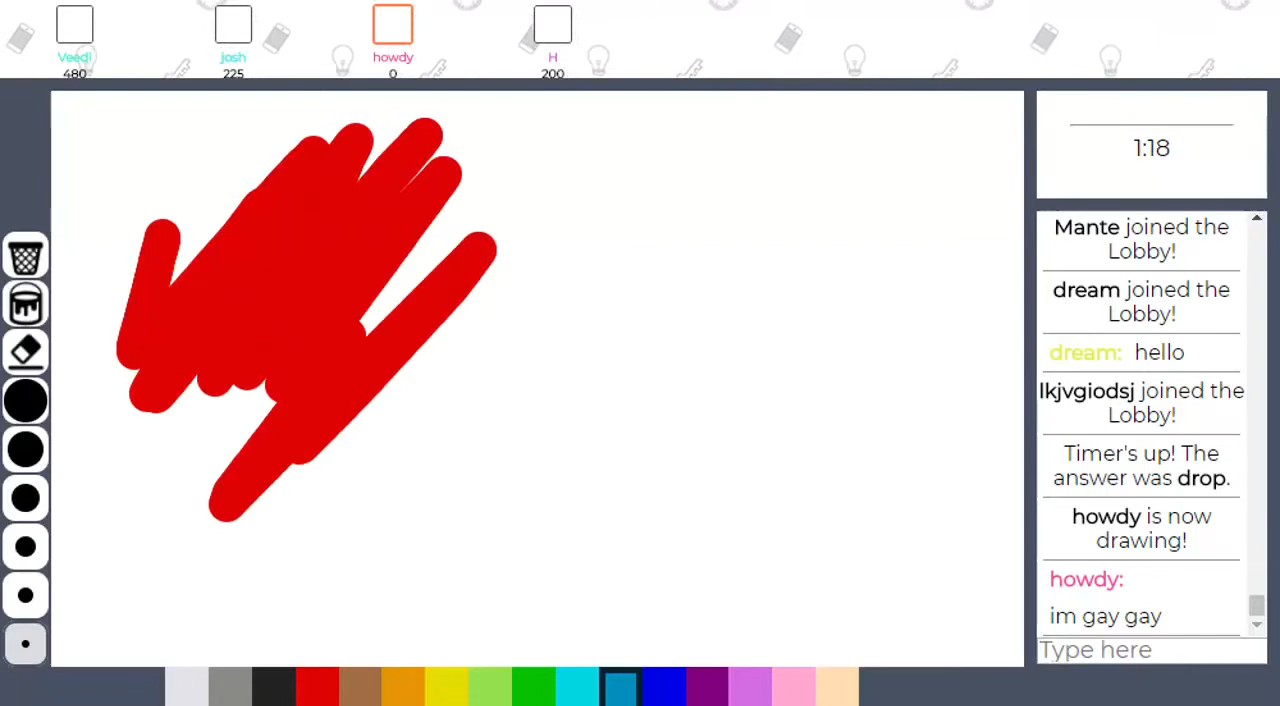 Veed! josh howdy H
480 225 0 200
1:18
Mante joined the
Lobby!
dream joined the
Lobby!
dream: hello
lkjvgiodsj joined the
Lobby!
Timer's up! The
answer was drop.
howdy is now
drawing!
howdy:
im gay gay
Type here